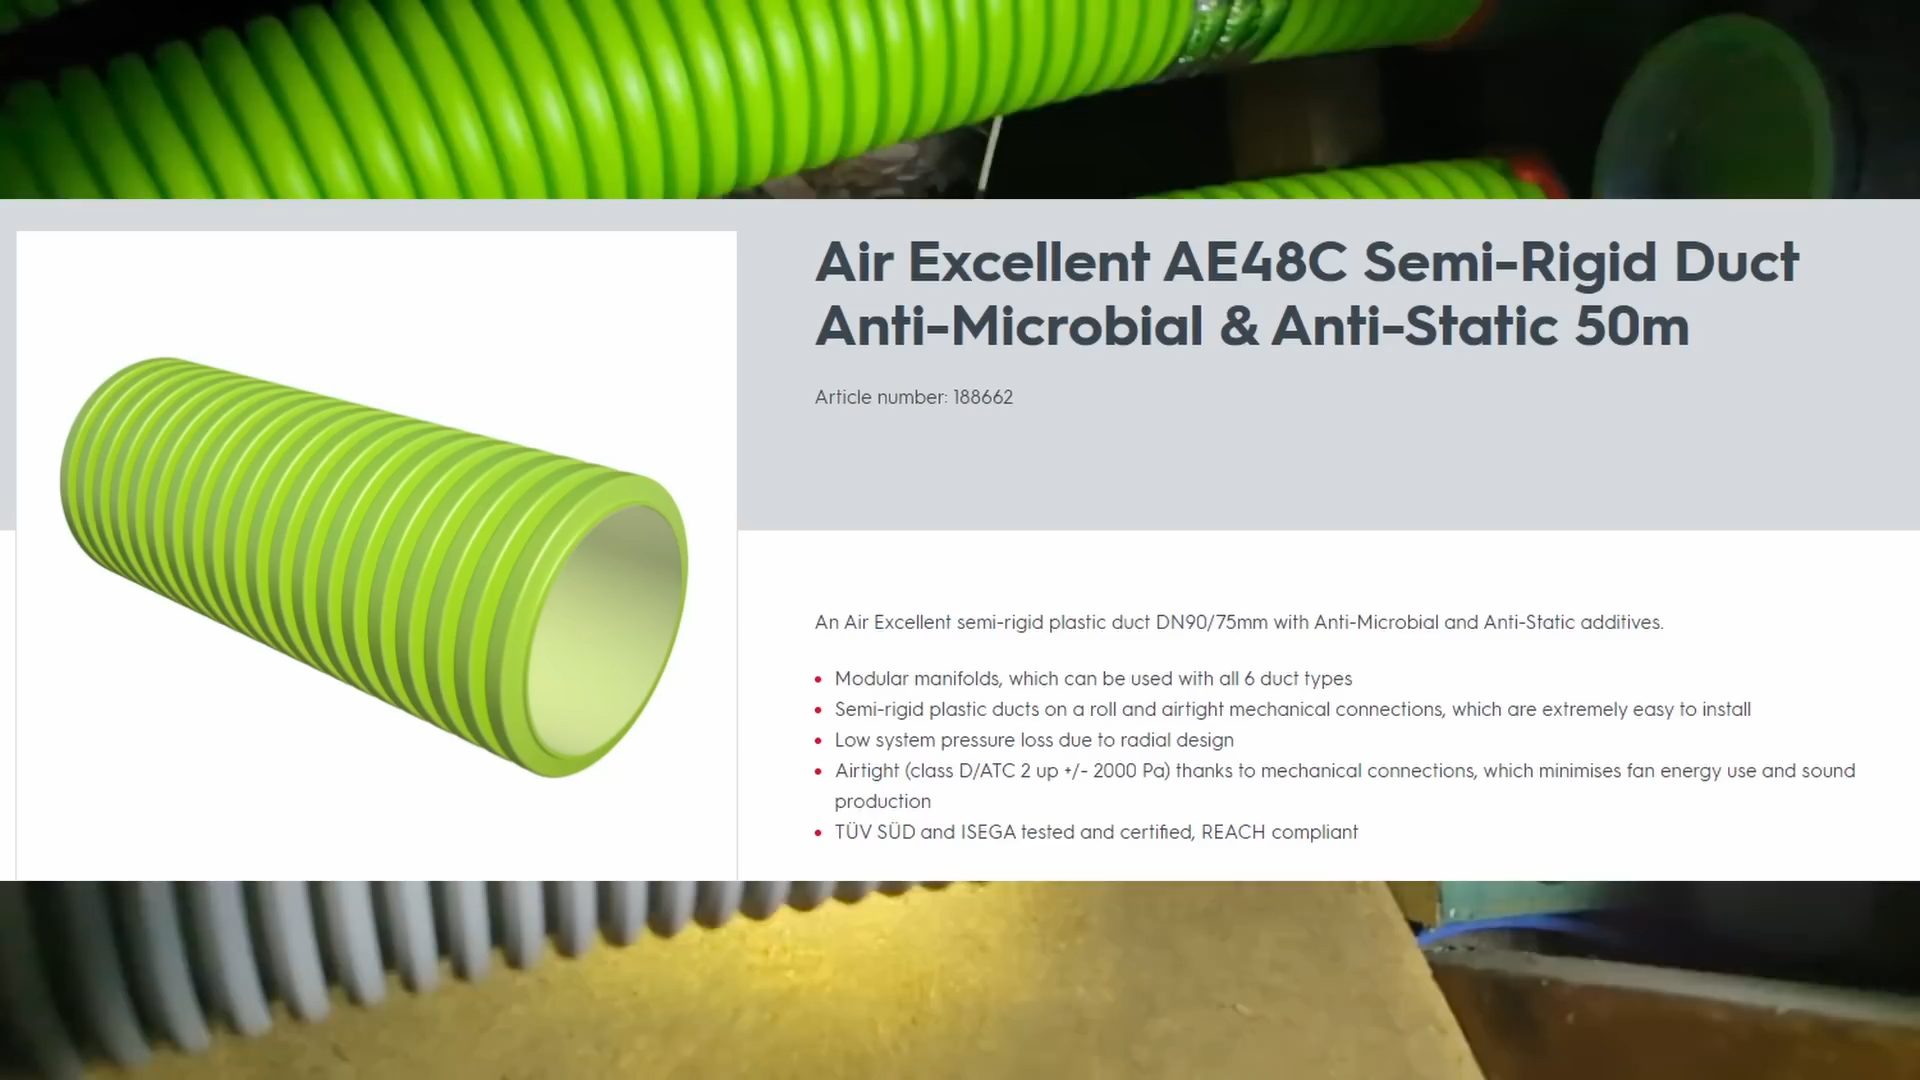 Air Excellent AE48C Semi-Rigid Duct
Anti-Microbial & Anti-Static 50m
Article number: 188662
An Air Excellent semi-rigid plastic duct DN90/75mm with Anti-Microbial and Anti-Static additives.
Modular manifolds, which can be used with all 6 duct types
Semi-rigid plastic ducts on a roll and airtight mechanical connections, which are extremely easy to install
Low system pressure loss due to radial design
Airtight (class D/ATC 2 up +/- 2000 Pa) thanks to mechanical connections, which minimises fan energy use and sound
production
TÜV SÜD and ISEGA tested and certified, REACH compliant